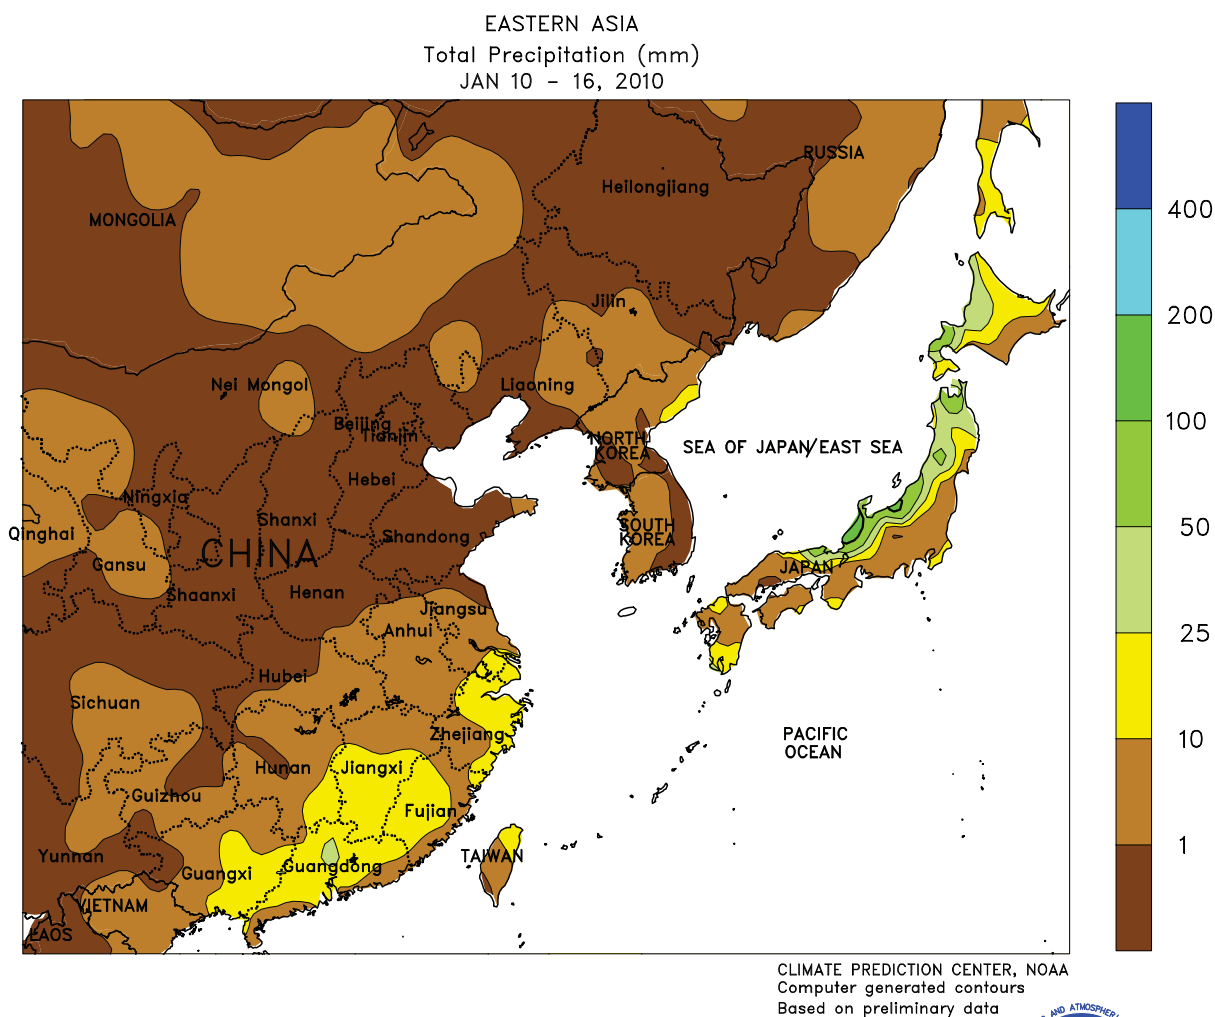 EASTERN ASIA
Total Precipitation (mm)
JAN 10 - 16, 2010
RUSSIA
Heilongjiang
MONGOLIA
400
Jilin
200
Nei Mongol
Liaoning
Beijing
Tianjin
100
NORTH
KOREA
SEA OF JAPAN/EAST SEA
Hebei
Ningxia
Shanxi
SOUTH
KOREA
50
Qinghai
CHINA
Shandong
Gansu
JAPAN
Shaanxi
Henan
Jiangsu
Anhui
25
Hubei
Sichuan
Zhejiang
PACIFIC
OCEAN
10
Hunan
Jiangxi
Guizhou
Fujian
1
Yunnan
Guangxi
Guangdong
TAIWAN
VIETNAM
LAOS
CLIMATE PREDICTION CENTER, NOAA
Computer generated contours
Based on preliminary data
AND ATMOSPHER